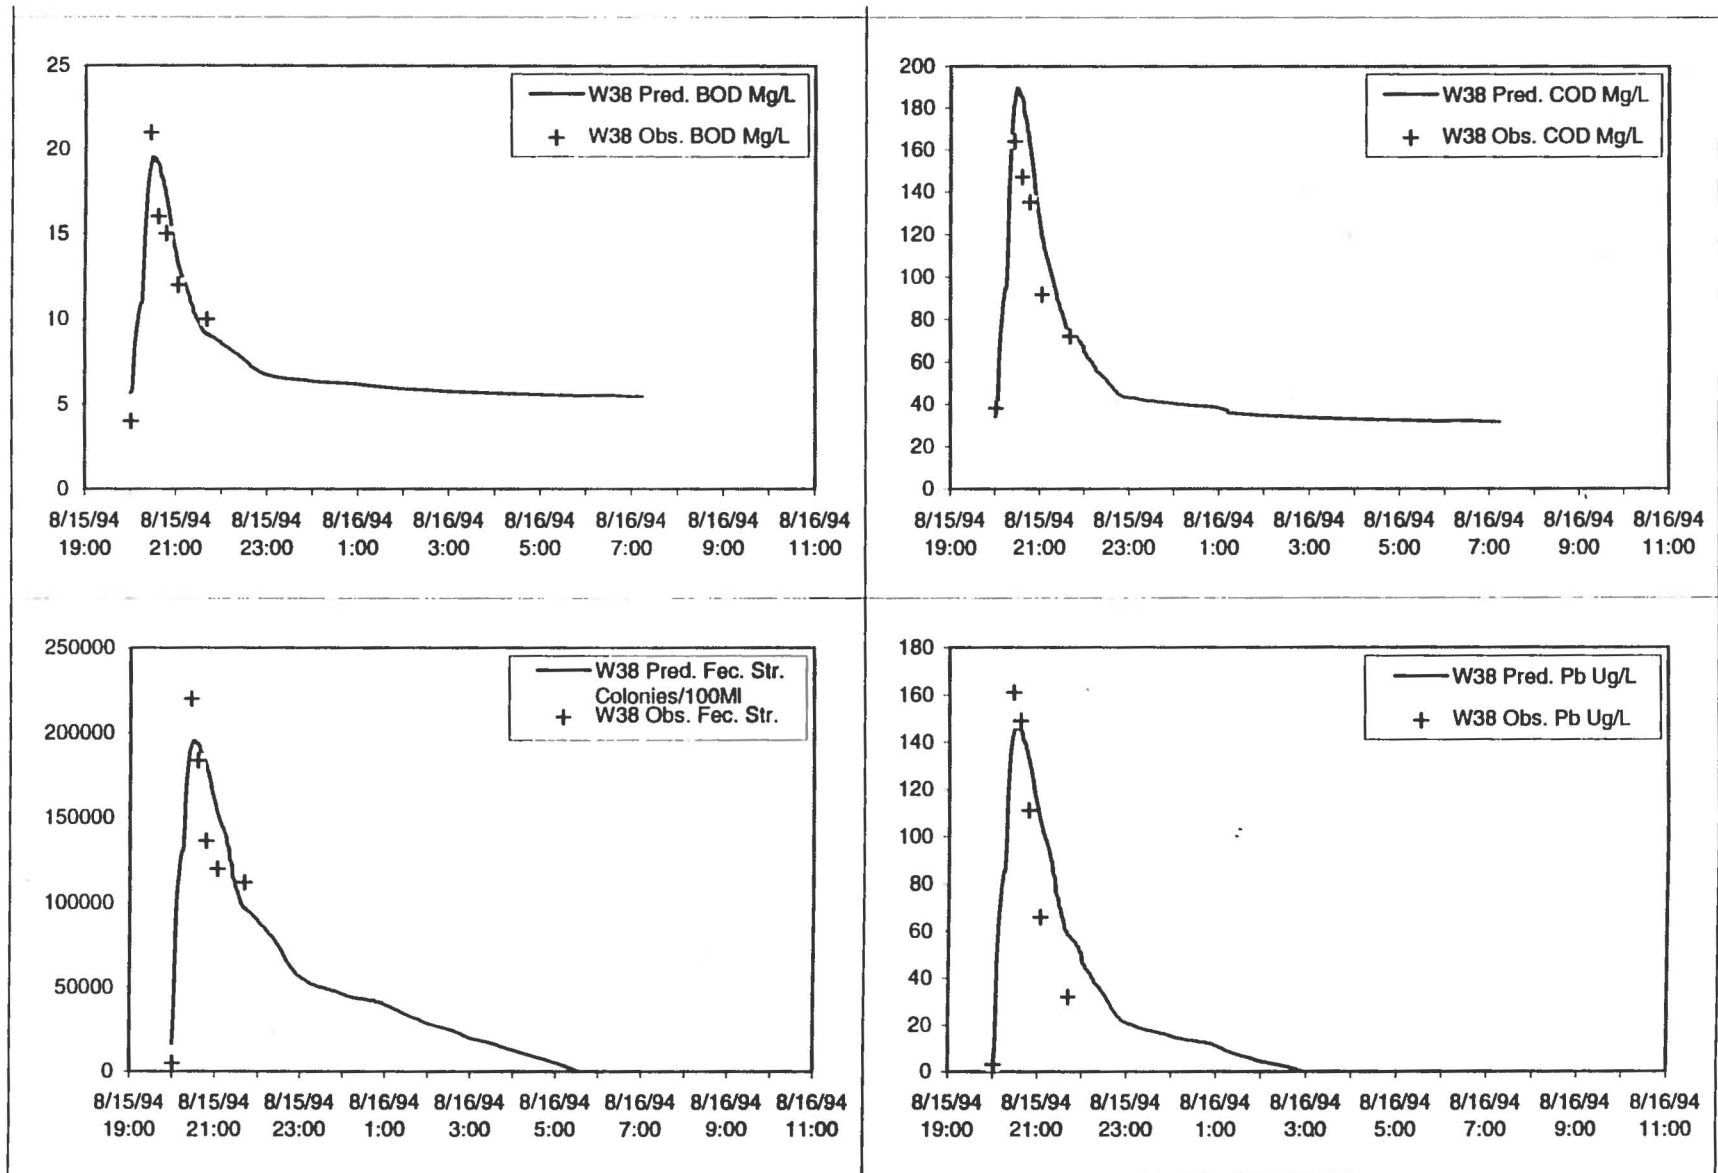 25
20
15
10
5
0
W38 Pred. BOD Mg/L
W38 Obs. BOD Mg/L
8/15/94 8/15/94 8/15/94 8/16/94 8/16/94 8/16/94 8/16/94 8/16/94 8/16/94
19:00 21:00 23:00 1:00 3:00 5:00 7:00 9:00 11:00
200
180
160
140
120
100
80
60
40
20
0
W38 Pred. COD Mg/L
W38 Obs. COD Mg/L
8/15/94 8/15/94 8/15/94 8/16/94 8/16/94 8/16/94 8/16/94 8/16/94 8/16/94
19:00 21:00 23:00 1:00 3:00 5:00 7:00 9:00 11:00
250000
200000
150000
100000
50000
0
W38 Pred. Fec. Str.
Colonies/100Ml
W38 Obs. Fec. Str.
8/15/94 8/15/94 8/15/94 8/16/94 8/16/94 8/16/94 8/16/94 8/16/94 8/16/94
19:00 21:00 23:00 1:00 3:00 5:00 7:00 9:00 11:00
180
160
140
120
100
80
60
40
20
0
W38 Pred. Pb Ug/L
W38 Obs. Pb Ug/L
8/15/94 8/15/94 8/15/94 8/16/94 8/16/94 8/16/94 8/16/94 8/16/94 8/16/94
19:00 21:00 23:00 1:00 3:00 5:00 7:00 9:00 11:00